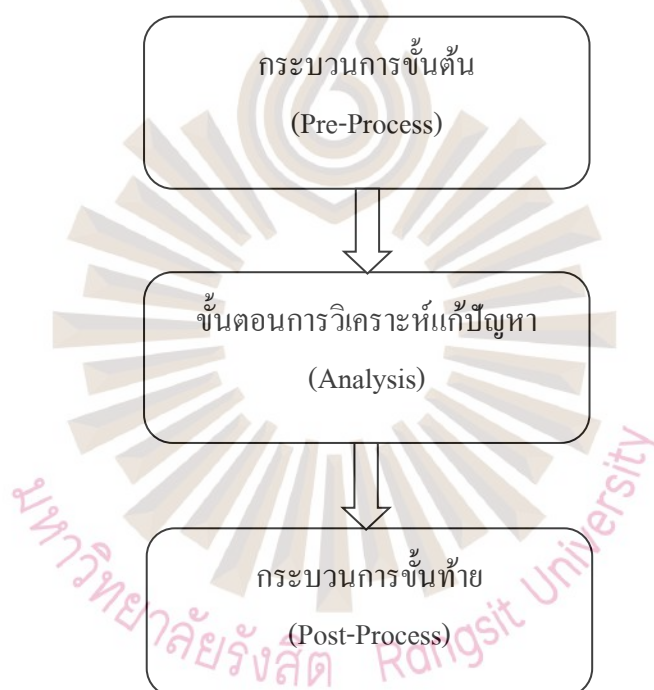 กระบวนการขั้นต้น
(Pre-Process)
ขั้นตอนการวิเคราะห์แก้ปัญหา
(Analysis)
กระบวนการขั้นท้าย
(Post-Process)
มหาวิทยาลัยรังสิต Rangsit University